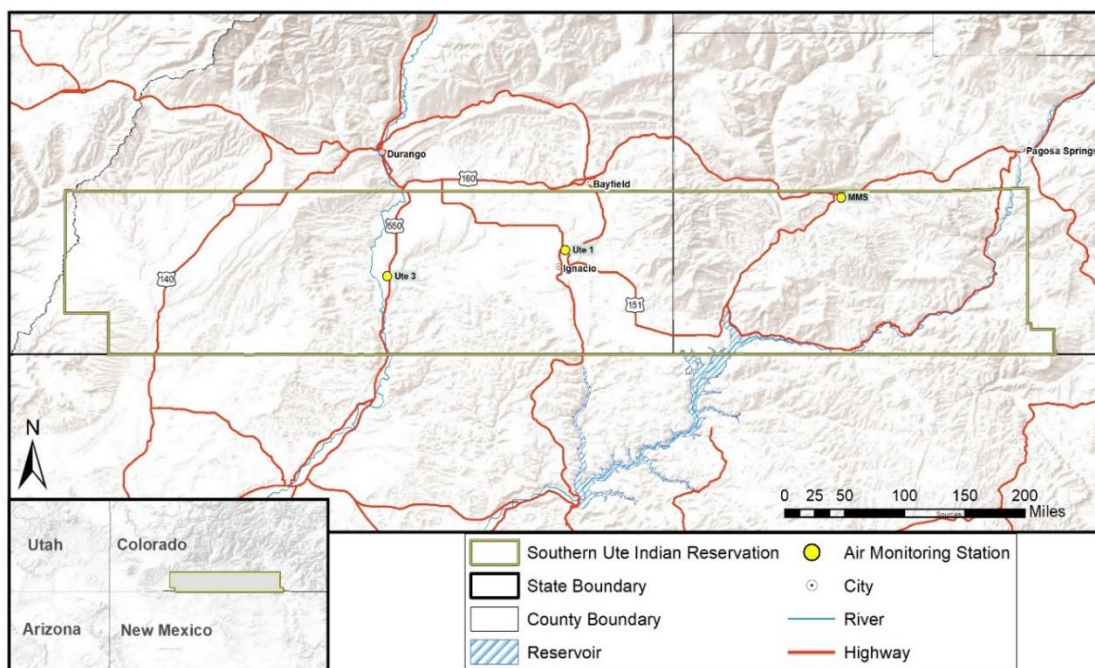 Durango
Pagosa Springs
160
Bayfield
MMS
550
Ute 1
140
Ute 3
Ignacio
151
N
0 25 50 100 150 200
Miles
Sources
Utah Colorado
Arizona New Mexico
Southern Ute Indian Reservation
State Boundary
County Boundary
Reservoir
Air Monitoring Station
City
River
Highway